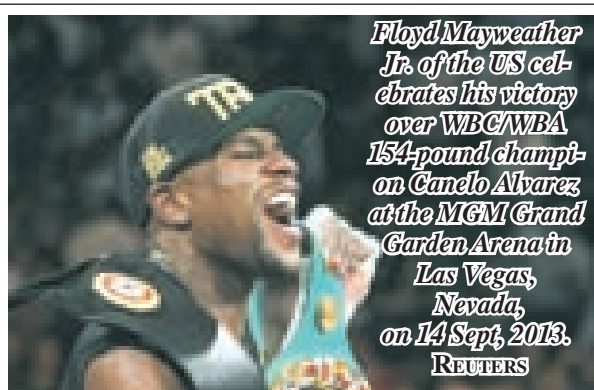 Floyd Mayweather
Jr. of the US cel-
ebrates his victory
over WBC/WBA
154-pound champi-
on Canelo Alvarez
at the MGM Grand
Garden Arena in
Las Vegas,
Nevada,
on 14 Sept, 2013.
REUTERS
TA